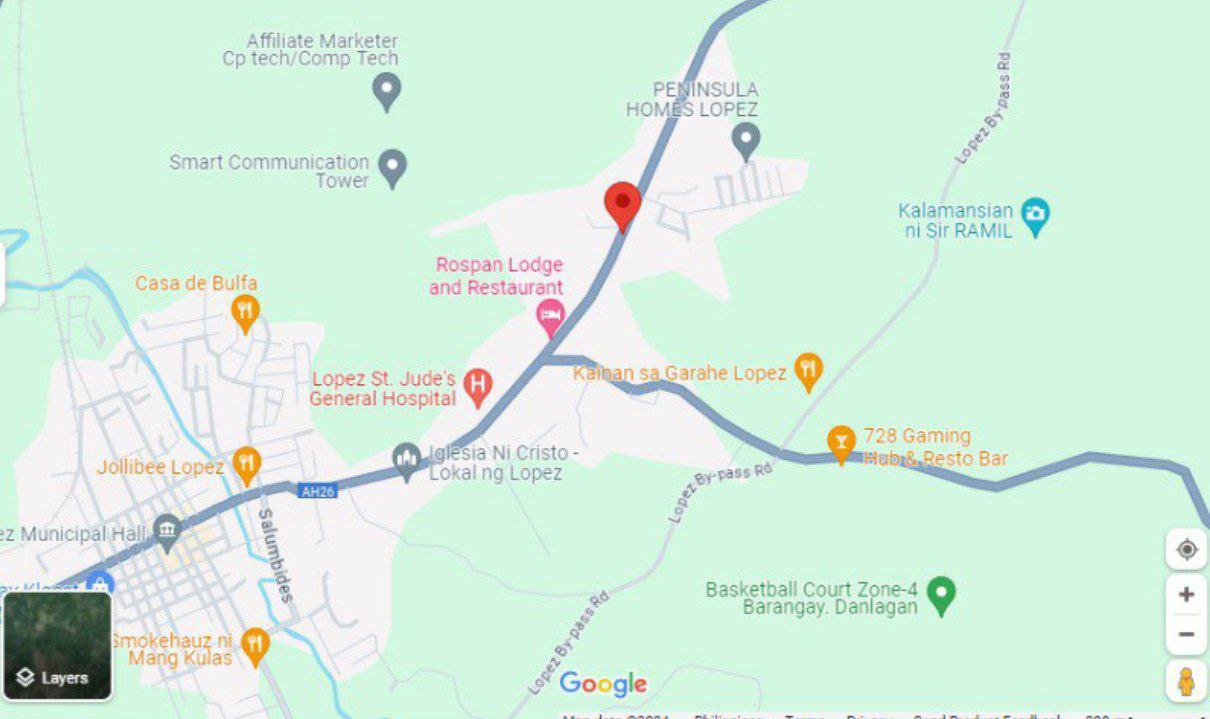 Affiliate Marketer
Cp tech/Comp Tech
PENINSULA
HOMES LOPEZ
Lopez By-pass Rd
Smart Communication
Tower
Kalamansian
ni Sir RAMIL
Rospan Lodge
and Restaurant
Casa de Bulfa
Lopez St. Jude's
General Hospital
Kainan sa Garahe Lopez
728 Gaming
Hub & Resto Bar
Iglesia Ni Cristo -
Lokal ng Lopez
Jollibee Lopez
AH26
Lopez By-pass Rd
Salumbides
ez Municipal Hall
Basketball Court Zone-4
Barangay. Danlagan
Lopez By-pass Rd
Smokehauz ni
Mang Kulas
Layers
Google